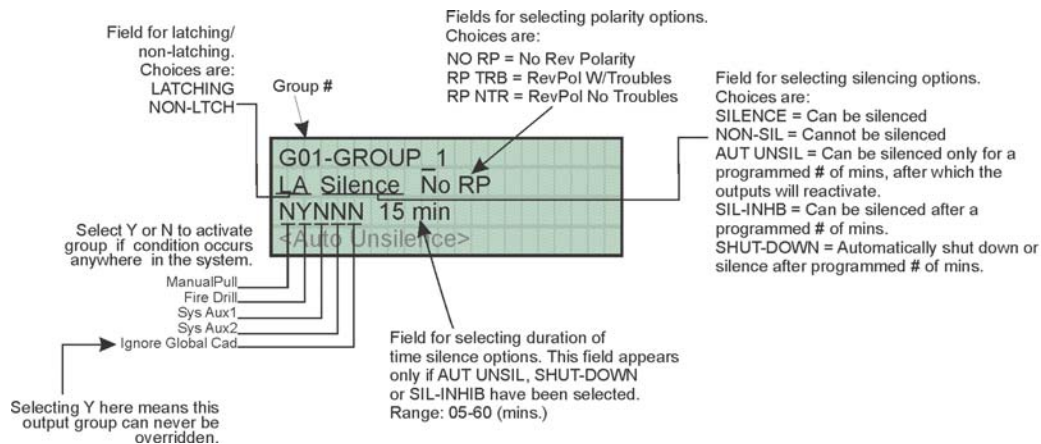 Field for latching/
non-latching.
Choices are:
LATCHING
NON-LTCH
Group #
Fields for selecting polarity options.
Choices are:
NO RP = No Rev Polarity
RP TRB = RevPol W/Troubles
RP NTR = RevPol No Troubles
Field for selecting silencing options.
Choices are:
SILENCE = Can be silenced
NON-SIL = Cannot be silenced
AUT UNSIL = Can be silenced only for a
programmed # of mins, after which the
outputs will reactivate.
SIL-INHB = Can be silenced after a
programmed # of mins.
SHUT-DOWN = Automatically shut down or
silence after programmed # of mins.
G01-GROUP_1
LA Silence No RP
NYNNN 15 min
<Auto Unsilence>
Select Y or N to activate
group if condition occurs
anywhere in the system.
ManualPull
Fire Drill
Sys Aux1
Sys Aux2
Ignore Global Cad
Selecting Y here means this
output group can never be
overridden.
Field for selecting duration of
time silence options. This field appears
only if AUT UNSIL, SHUT-DOWN
or SIL-INHIB have been selected.
Range: 05-60 (mins.)